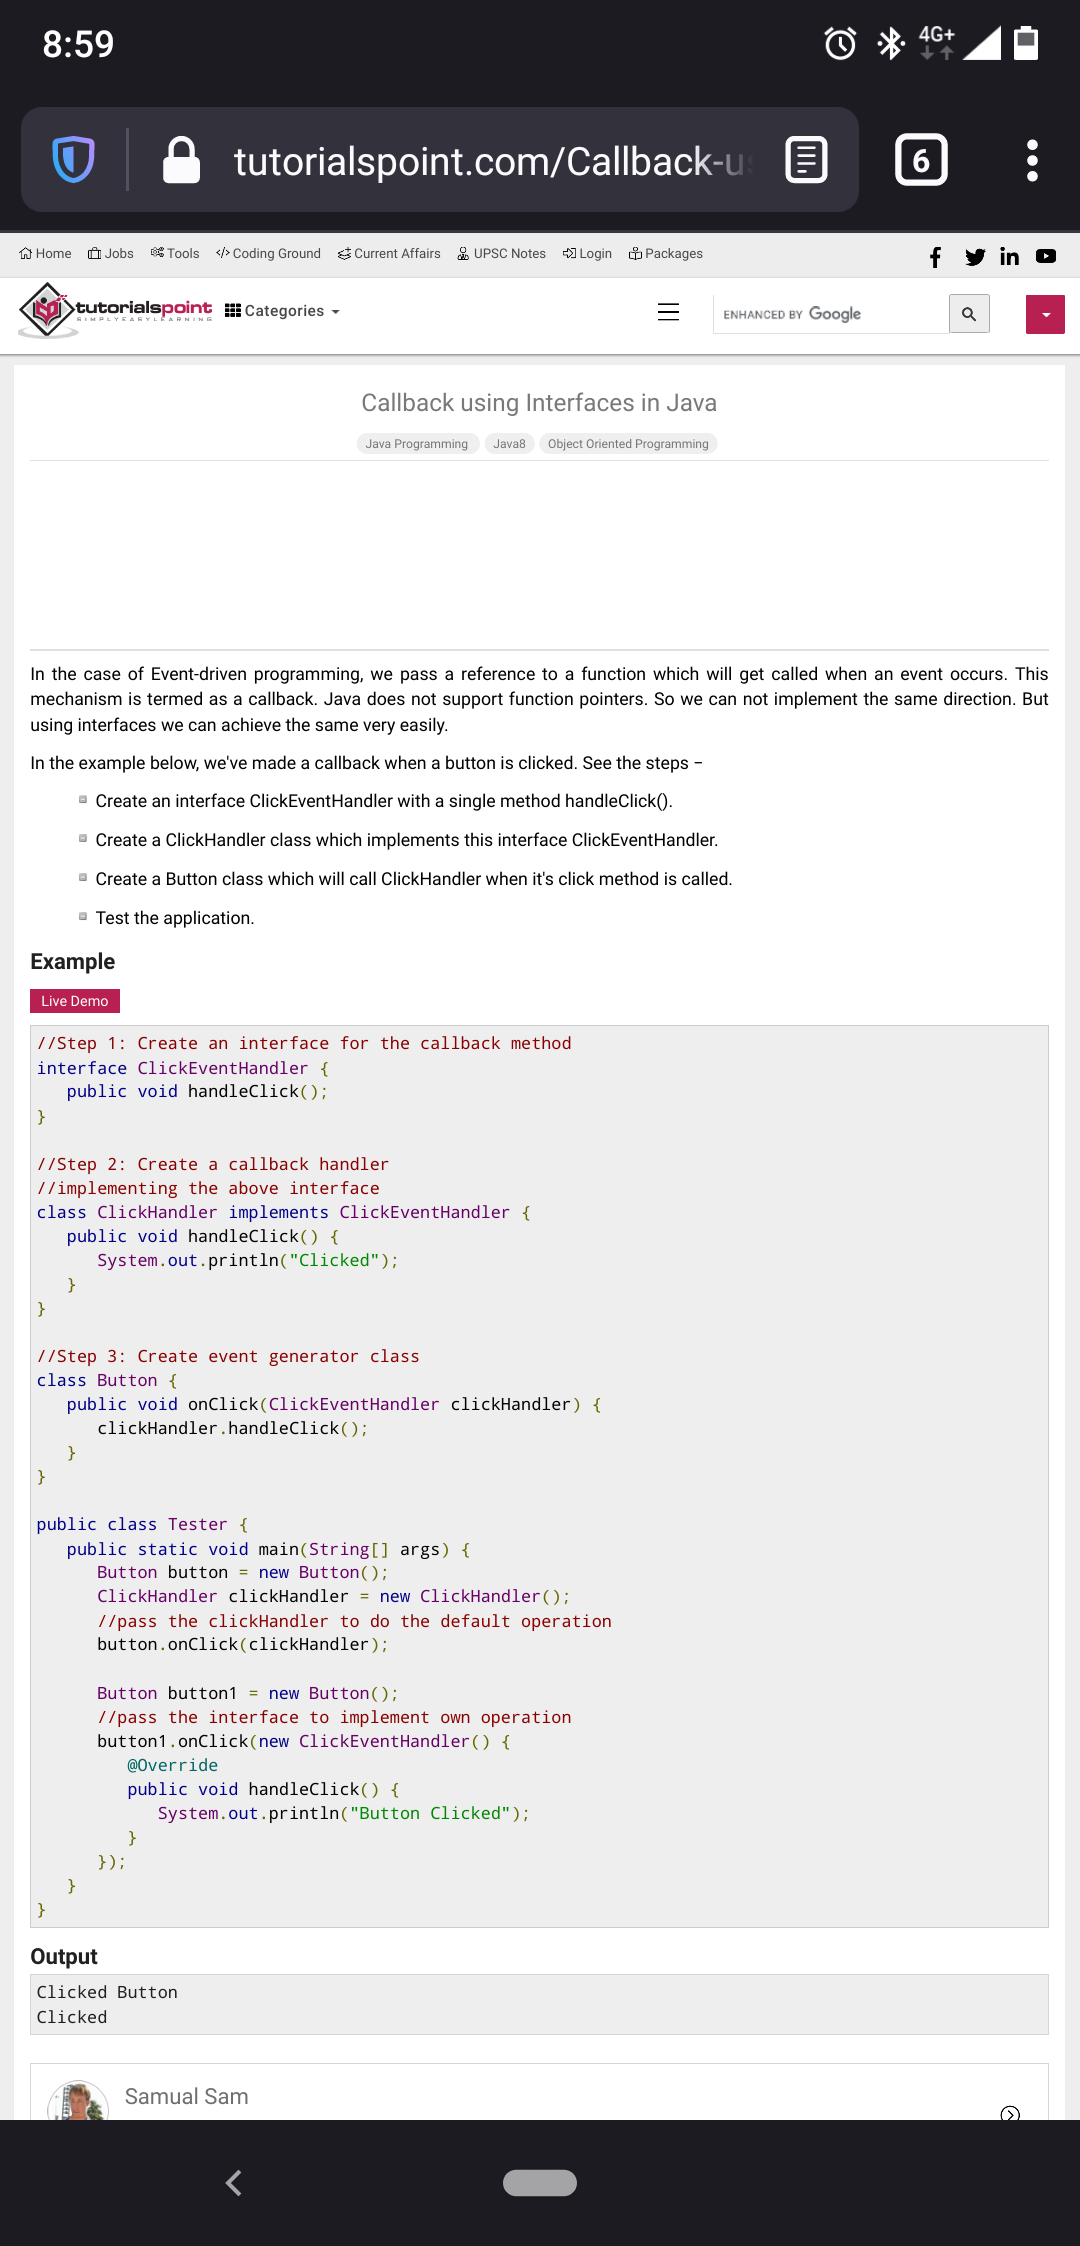 8:59
4G+
tutorialspoint.com/Callback-us
6
Home Jobs Tools Coding Ground Current Affairs UPSC Notes Login Packages
tutorialspoint
SIMPLYEASYLEARNING
Categories
ENHANCED BY Google
Callback using Interfaces in Java
Java Programming Java8 Object Oriented Programming
In the case of Event-driven programming, we pass a reference to a function which will get called when an event occurs. This
mechanism is termed as a callback. Java does not support function pointers. So we can not implement the same direction. But
using interfaces we can achieve the same very easily.
In the example below, we've made a callback when a button is clicked. See the steps −
Create an interface ClickEventHandler with a single method handleClick().
Create a ClickHandler class which implements this interface ClickEventHandler.
Create a Button class which will call ClickHandler when it's click method is called.
Test the application.
Example
Live Demo
//Step 1: Create an interface for the callback method
interface ClickEventHandler {
   public void handleClick();
}
//Step 2: Create a callback handler
//implementing the above interface
class ClickHandler implements ClickEventHandler {
   public void handleClick() {
      System.out.println("Clicked");
   }
}
//Step 3: Create event generator class
class Button {
   public void onClick(ClickEventHandler clickHandler) {
      clickHandler.handleClick();
   }
}
public class Tester {
   public static void main(String[] args) {
      Button button = new Button();
      ClickHandler clickHandler = new ClickHandler();
      //pass the clickHandler to do the default operation
      button.onClick(clickHandler);
      Button button1 = new Button();
      //pass the interface to implement own operation
      button1.onClick(new ClickEventHandler() {
         @Override
         public void handleClick() {
            System.out.println("Button Clicked");
         }
      });
   }
}
Output
Clicked Button
Clicked
Samual Sam